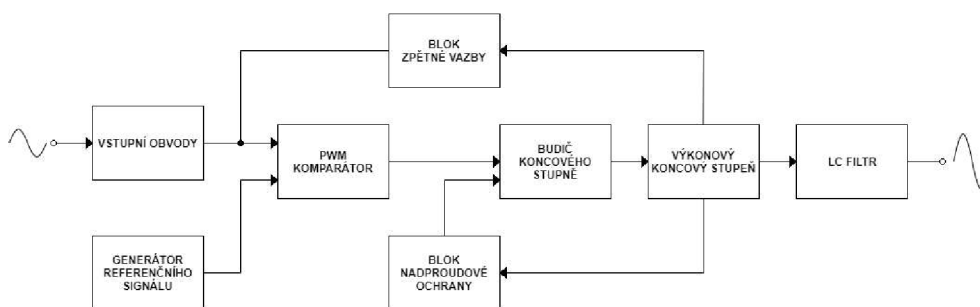 BLOK
ZPĚTNÉ VAZBY
VSTUPNÍ OBVODY
PWM
KOMPARÁTOR
BUDIČ
KONCOVÉHO
STUPNĚ
VÝKONOVÝ
KONCOVÝ STUPEŇ
LC FILTR
GENERÁTOR
REFERENČNÍHO
SIGNÁLU
BLOK
NADPROUDOVÉ
OCHRANY